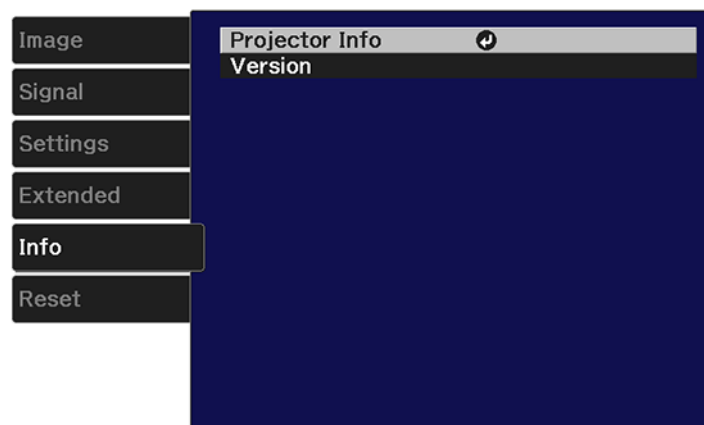 Image
Signal
Settings
Extended
Info
Reset
Projector Info
Version